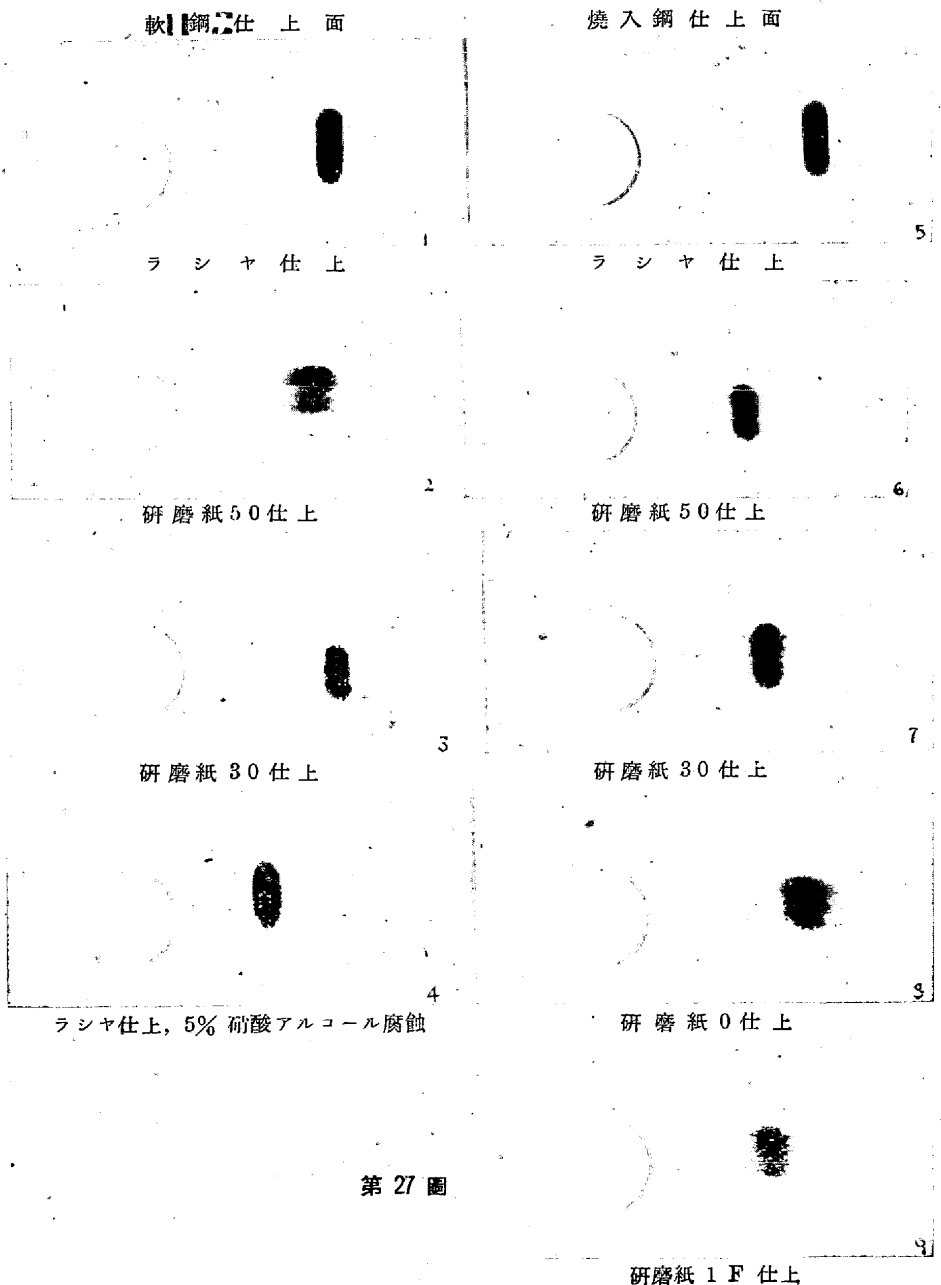 軟鋼仕上面
焼入鋼仕上面
1
5
ラシヤ仕上
ラシヤ仕上
2
6
研磨紙50仕上
研磨紙50仕上
3
7
研磨紙30仕上
研磨紙30仕上
4
8
ラシヤ仕上, 5% 硝酸アルコール腐蝕
研磨紙0仕上
第27圖
9
研磨紙1F仕上